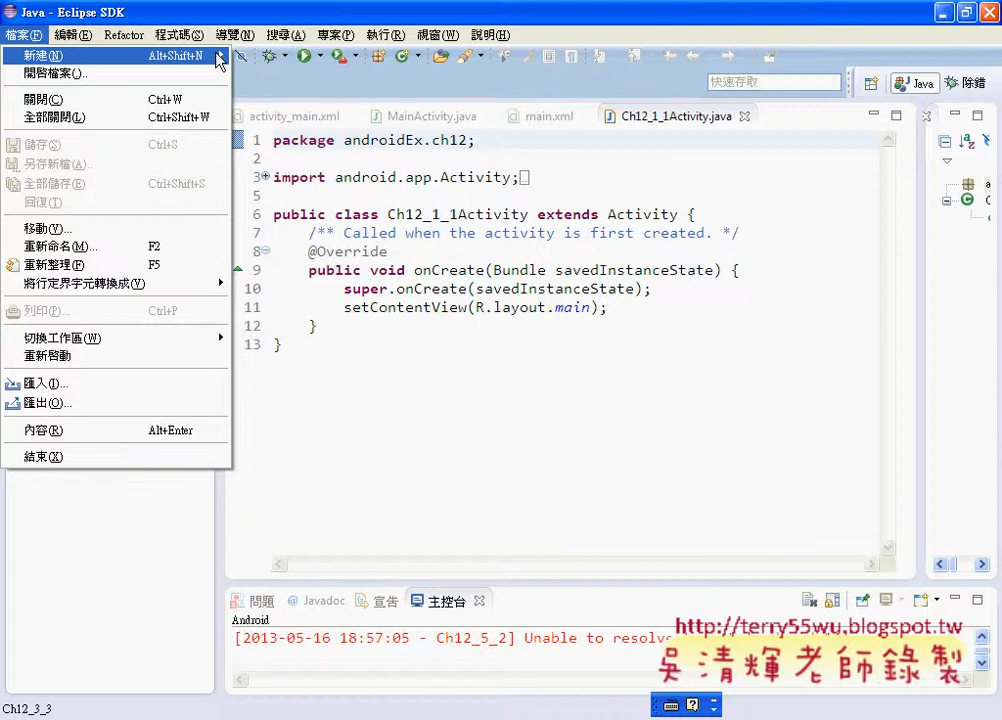 Java - Eclipse SDK
檔案(F) 編輯(E) Refactor 程式碼(S) 導覽(N) 搜尋(A) 專案(P) 執行(R) 視窗(W) 說明(H)
新建(N) Alt+Shift+N
開啓檔案(.)...
關閉(C) Ctrl+W
全部關閉(L) Ctrl+Shift+W
儲存(S) Ctrl+S
另存新檔(A)...
全部儲存(E) Ctrl+Shift+S
回復(T)
移動(V)...
重新命名(M)... F2
重新整理(F) F5
將行定界字元轉換成(V)
列印(P)... Ctrl+P
切換工作區(W)
重新啓動
匯入(I)...
匯出(O)...
內容(R) Alt+Enter
結束(X)
快速存取
Java 除錯
activity_main.xml MainActivity.java main.xml Ch12_1_1Activity.java
1 package androidEx.ch12;
2
3 import android.app.Activity;
5
6 public class Ch12_1_1Activity extends Activity {
7 /** Called when the activity is first created. */
8 @Override
9 public void onCreate(Bundle savedInstanceState) {
10 super.onCreate(savedInstanceState);
11 setContentView(R.layout.main);
12 }
13 }
問題 @ Javadoc 宣告 主控台
Android
[2013-05-16 18:57:05 - Ch12_5_2] Unable to resolv
http://terry55wu.blogspot.tw
吳清輝老師錄製
Ch12_3_3